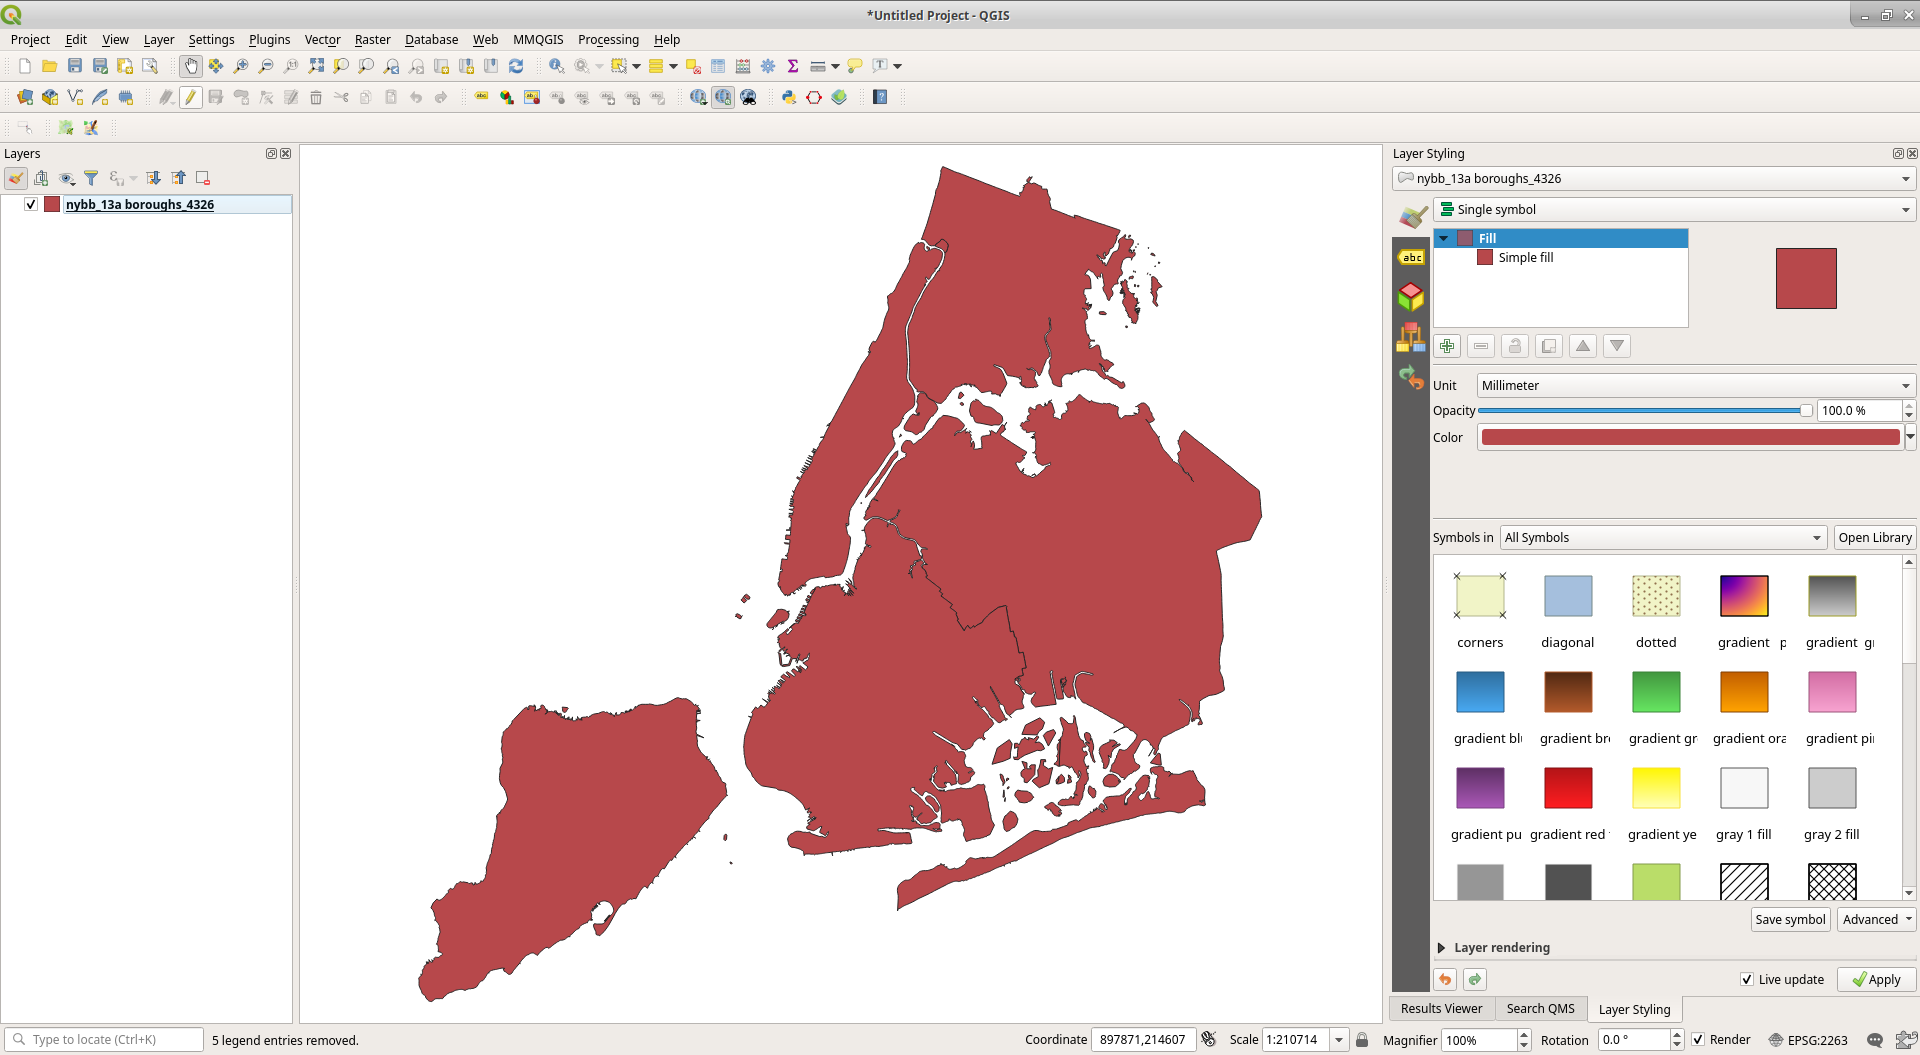 *Untitled Project - QGIS
Project Edit View Layer Settings Plugins Vector Raster Database Web MMQGIS Processing Help
Layers
nybb_13a boroughs_4326
Layer Styling
nybb_13a boroughs_4326
Single symbol
Fill
Simple fill
abc
Unit Millimeter
Opacity 100.0 %
Color
Symbols in All Symbols Open Library
corners diagonal dotted gradient p gradient gr
gradient bl gradient br gradient gr gradient ora gradient pi
gradient pu gradient red gradient ye gray 1 fill gray 2 fill
Save symbol Advanced
Layer rendering
Live update Apply
Results Viewer Search QMS Layer Styling
Type to locate (Ctrl+K) 5 legend entries removed. Coordinate 897871,214607 Scale 1:210714 Magnifier 100% Rotation 0.0 ° Render EPSG:2263